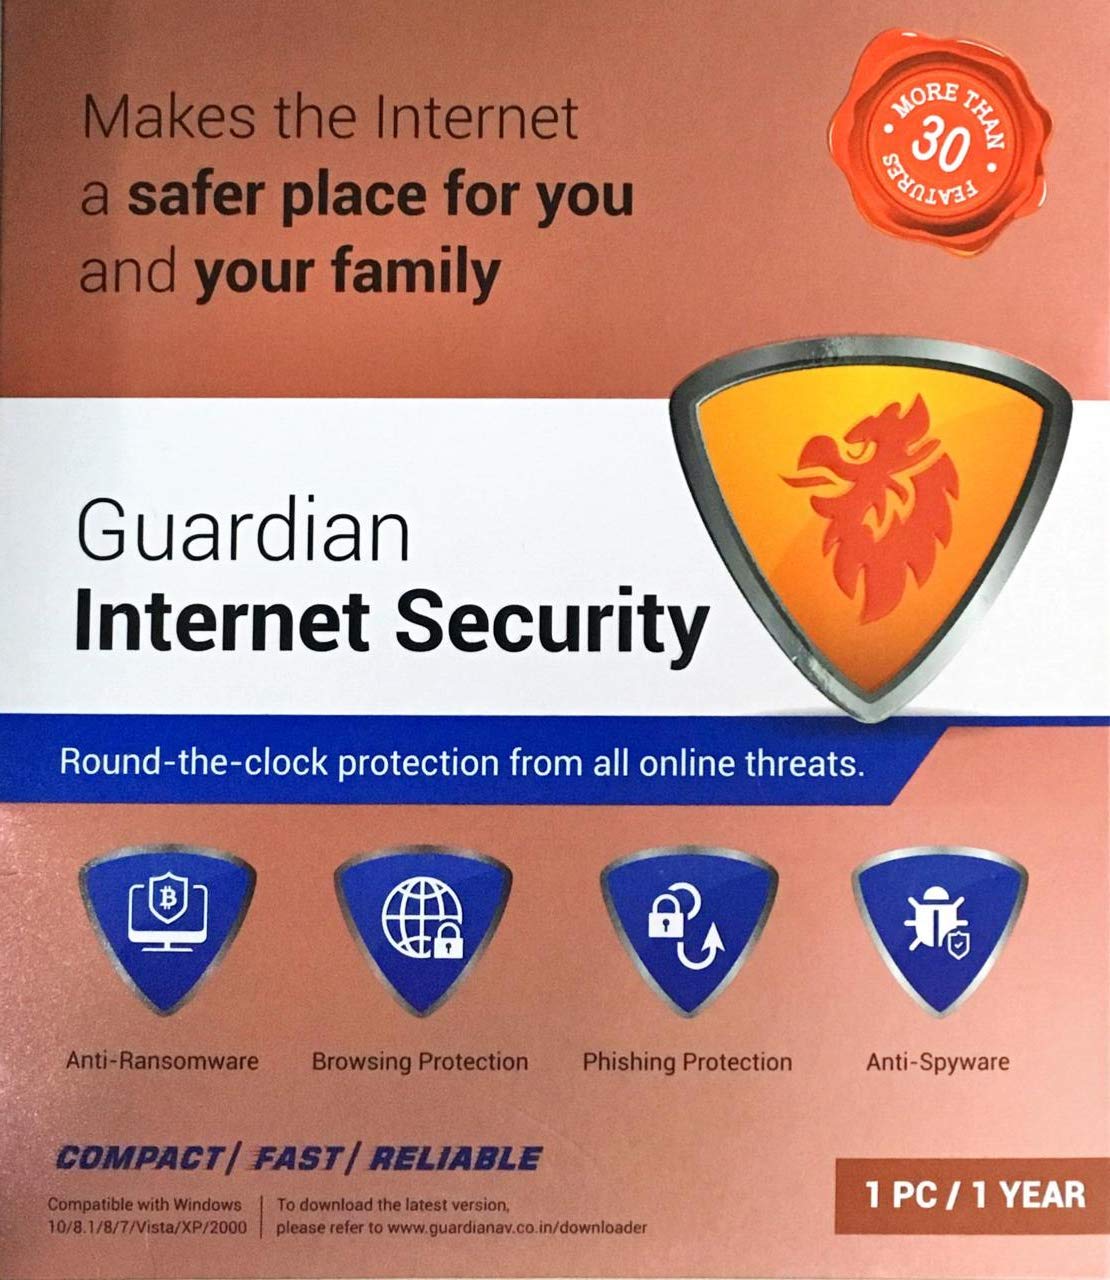 Makes the Internet
a safer place for you
and your family
MORE THAN
30
FEATURES
Guardian
Internet Security
Round-the-clock protection from all online threats.
Anti-Ransomware
Browsing Protection
Phishing Protection
Anti-Spyware
COMPACT/ FAST/ RELIABLE
Compatible with Windows
10/8.1/8/7/Vista/XP/2000
To download the latest version,
please refer to www.guardianav.co.in/downloader
1 PC / 1 YEAR